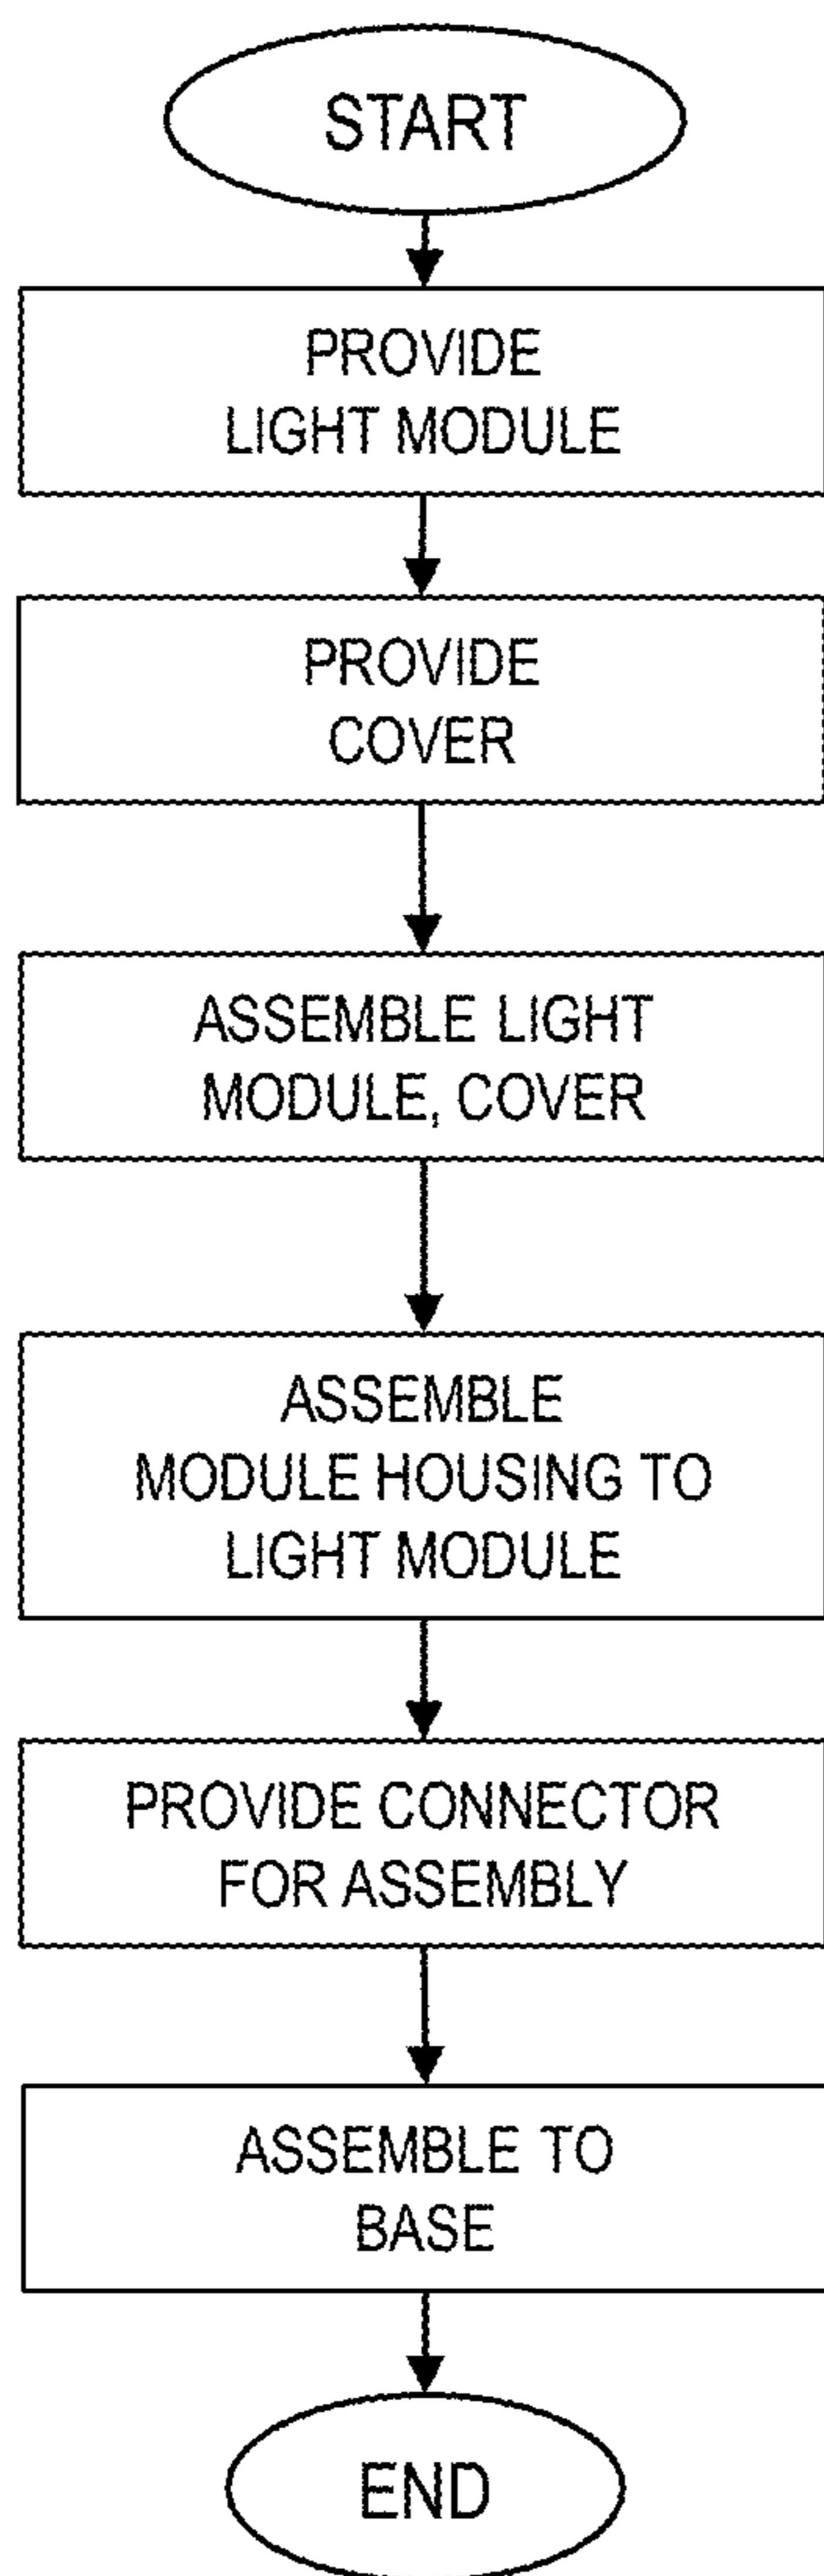 START
PROVIDE
LIGHT MODULE
PROVIDE
COVER
ASSEMBLE LIGHT
MODULE, COVER
ASSEMBLE
MODULE HOUSING TO
LIGHT MODULE
PROVIDE CONNECTOR
FOR ASSEMBLY
ASSEMBLE TO
BASE
END